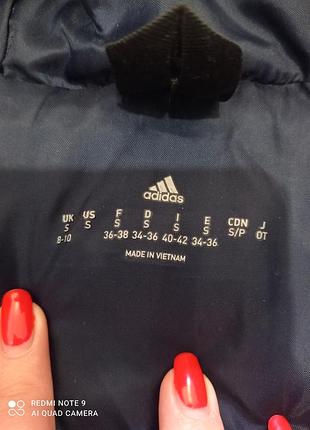 adidas
UK US F D I E CDN J
S S S S S S S/P OT
8-10 36-38 34-36 40-42 34-36
MADE IN VIETNAM
REDMI NOTE 9
AI QUAD CAMERA